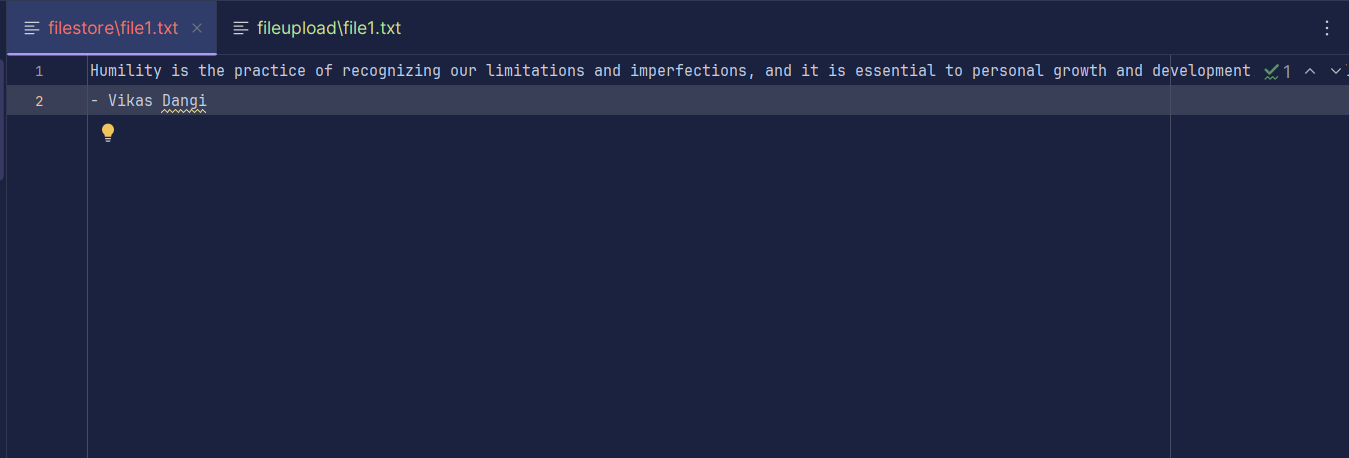 filestore\file1.txt
fileupload\file1.txt
1 Humility is the practice of recognizing our limitations and imperfections, and it is essential to personal growth and development
1
2 - Vikas Dangi